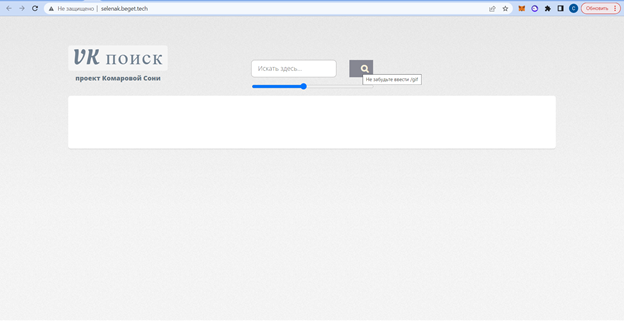 Не защищено | selenak.beget.tech
Обновить
VK поиск
проект Комаровой Сони
Искать здесь...
Не забудьте ввести /gif